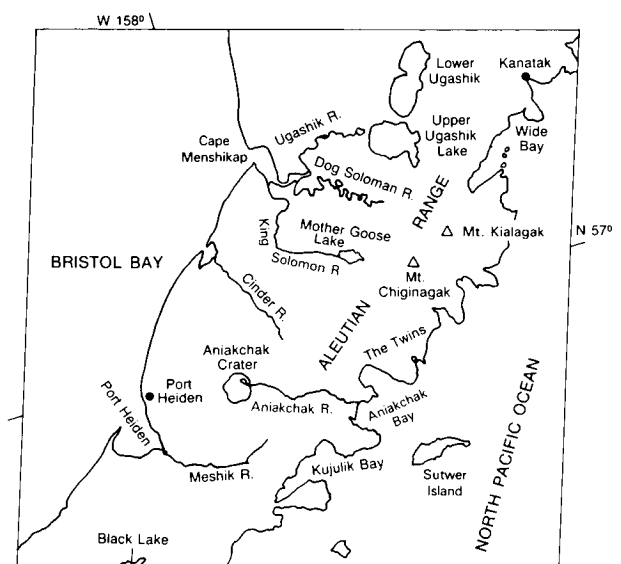 W 158º
Lower
Ugashik
Kanatak
Ugashik R.
Upper
Ugashik
Lake
Wide
Bay
Cape
Menshikap
Dog Soloman R.
RANGE
King
Solomon R
Mother Goose
Lake
Mt. Kialagak
N 57º
BRISTOL BAY
Mt.
Chiginagak
Cinder R.
ALEUTIAN
The Twins
Aniakchak
Crater
Port
Heiden
Port Heiden
Aniakchak R.
Aniakchak
Bay
NORTH PACIFIC OCEAN
Meshik R.
Kujulik Bay
Sutwer
Island
Black Lake